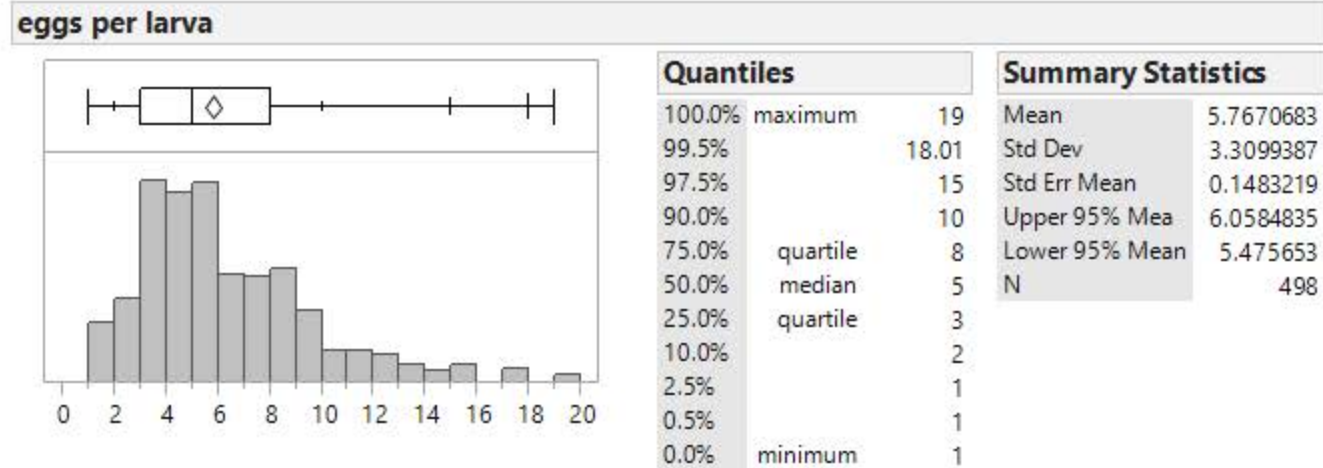 eggs per larva
0 2 4 6 8 10 12 14 16 18 20
Quantiles
100.0% maximum 19
99.5% 18.01
97.5% 15
90.0% 10
75.0% quartile 8
50.0% median 5
25.0% quartile 3
10.0% 2
2.5% 1
0.5% 1
0.0% minimum 1
Summary Statistics
Mean 5.7670683
Std Dev 3.3099387
Std Err Mean 0.1483219
Upper 95% Mea 6.0584835
Lower 95% Mean 5.475653
N 498